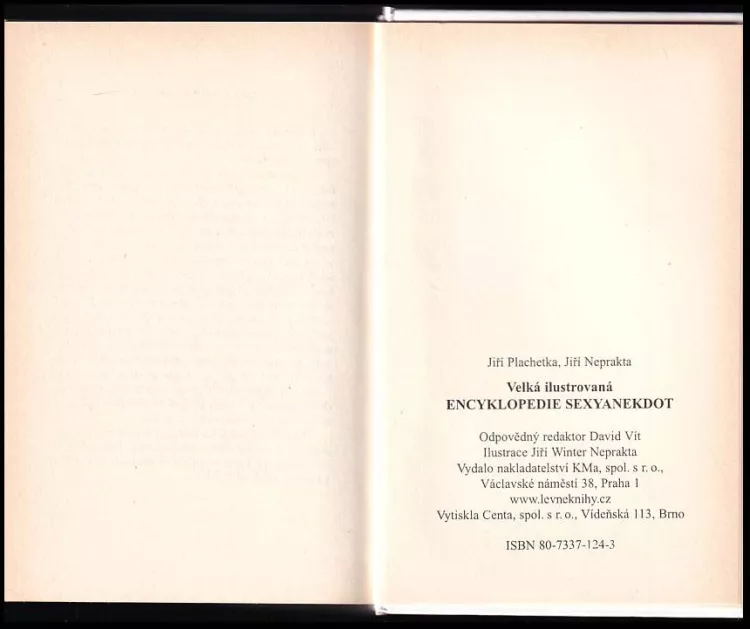 Jiří Plachetka, Jiří Neprakta
Velká ilustrovaná
ENCYKLOPEDIE SEXYANEKDOT
Odpovědný redaktor David Vít
Ilustrace Jiří Winter Neprakta
Vydalo nakladatelství KMa, spol. s r. o.,
Václavské náměstí 38, Praha 1
www.levneknihy.cz
Vytiskla Centa, spol. s r. o., Vídeňská 113, Brno
ISBN 80-7337-124-3